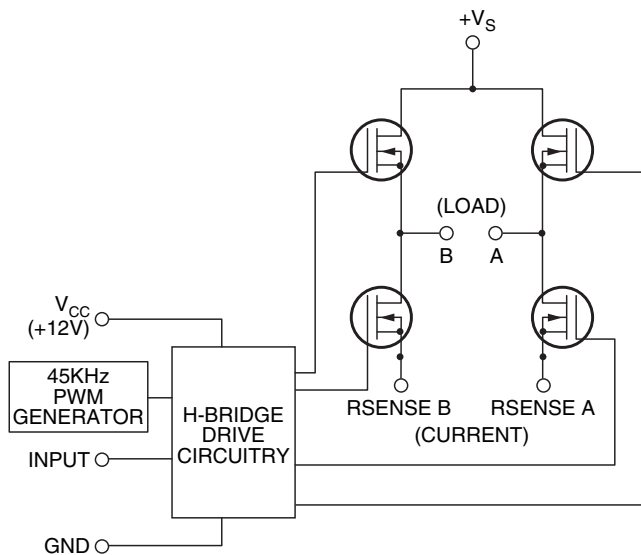 +VS
(LOAD)
B A
VCC
(+12V)
45KHz
PWM
GENERATOR
H-BRIDGE
DRIVE
CIRCUITRY
RSENSE B RSENSE A
(CURRENT)
INPUT
GND